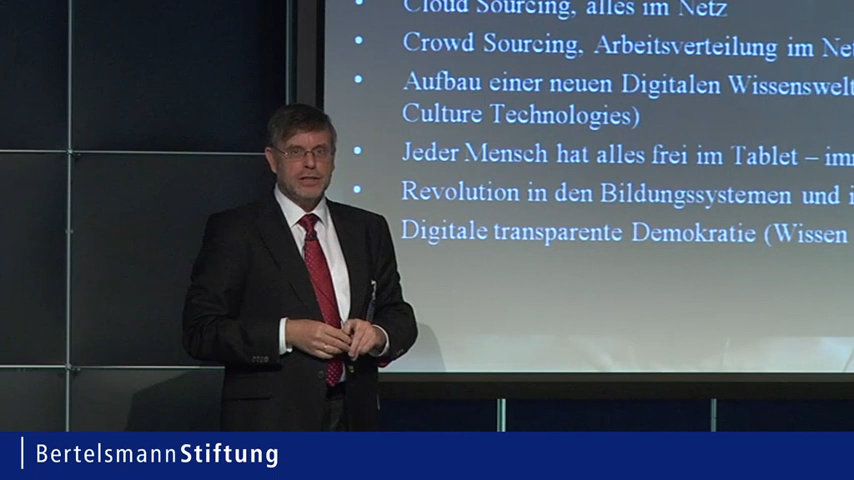 Cloud Sourcing, alles im Netz
Crowd Sourcing, Arbeitsverteilung im
Aufbau einer neuen Digitalen Wissenswelt
Culture Technologies)
Jeder Mensch hat alles frei im Tablet –
Revolution in den Bildungssystemen und
Digitale transparente Demokratie (Wissen
BertelsmannStiftung